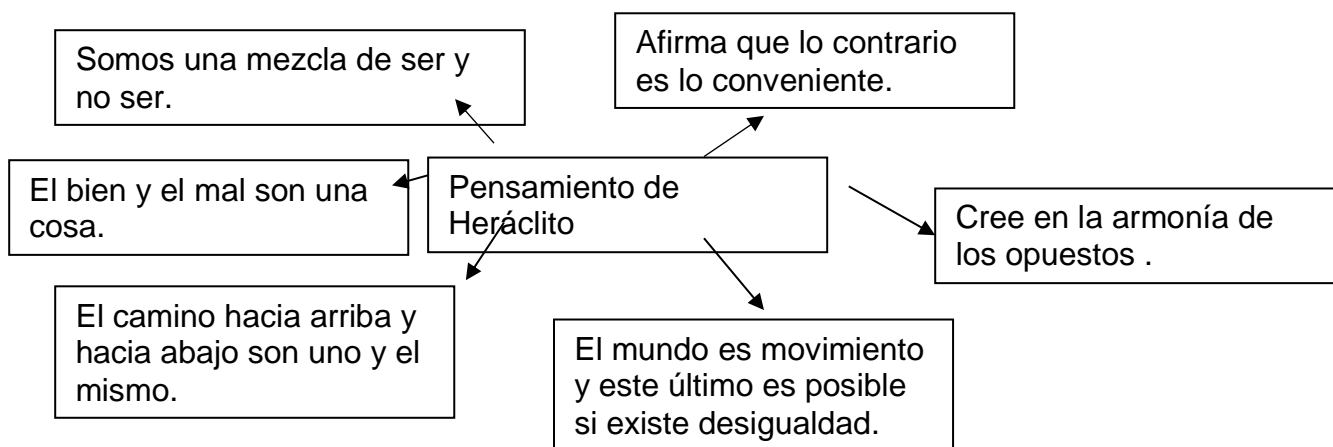 Somos una mezcla de ser y
no ser.
Afirma que lo contrario
es lo conveniente.
El bien y el mal son una
cosa.
Pensamiento de
Heráclito
Cree en la armonía de
los opuestos .
El camino hacia arriba y
hacia abajo son uno y el
mismo.
El mundo es movimiento
y este último es posible
si existe desigualdad.